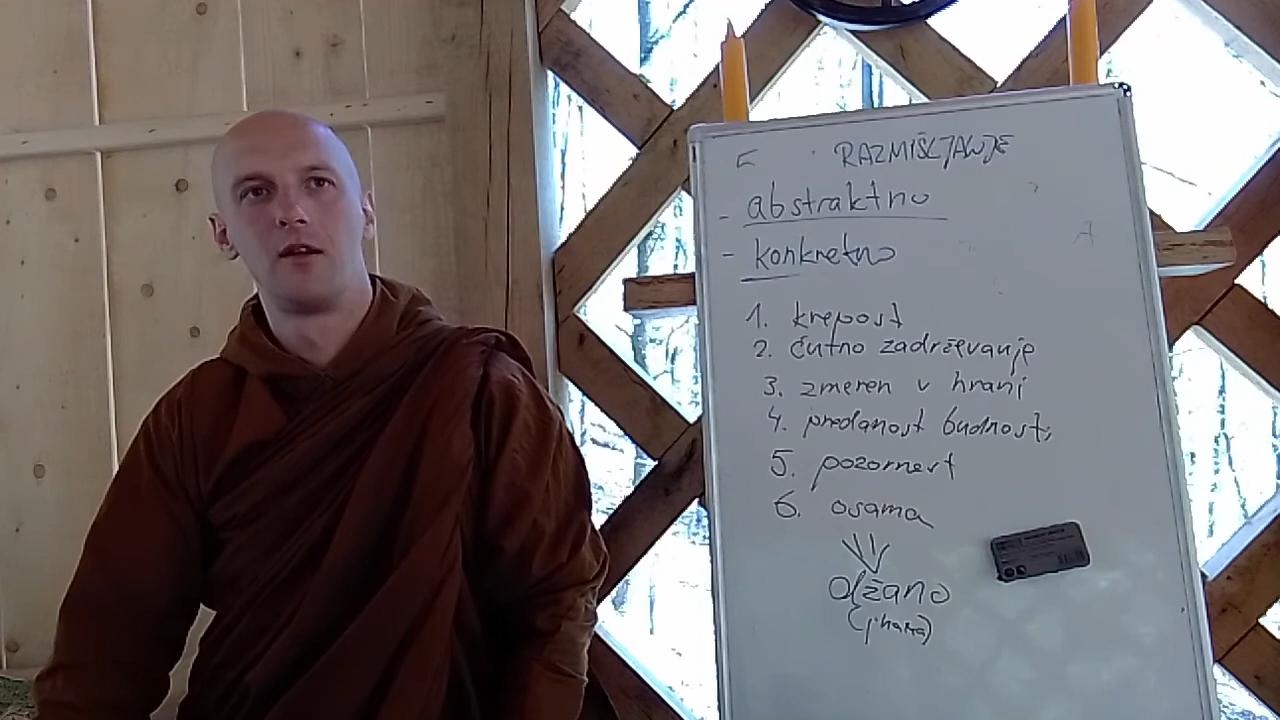 RAZMIŠLJANJE
- abstraktno
- konkretno
1. krepost
2. čutno zadrževanje
3. zmeren v hrani
4. predanost budnosti
5. pozornost
6. osama
Džano
(jhana)